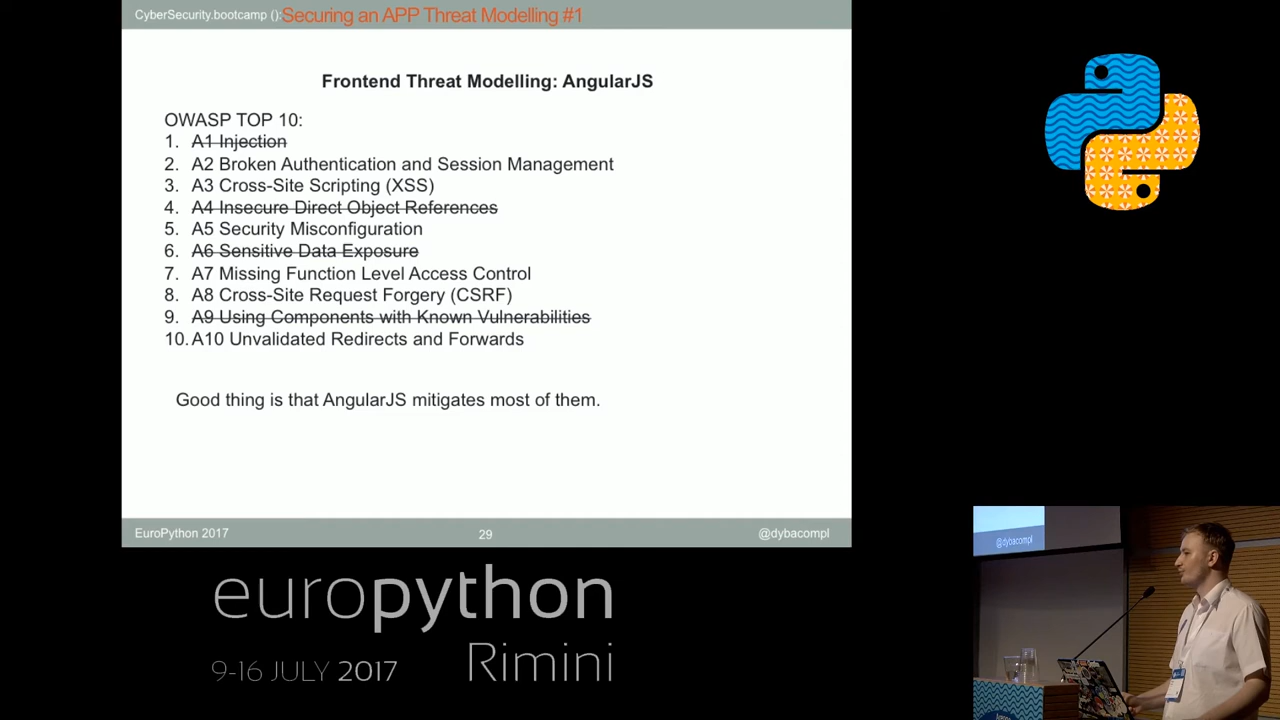 CyberSecurity.bootcamp ():Securing an APP Threat Modelling #1
Frontend Threat Modelling: AngularJS
OWASP TOP 10:
1. A1 Injection
2. A2 Broken Authentication and Session Management
3. A3 Cross-Site Scripting (XSS)
4. A4 Insecure Direct Object References
5. A5 Security Misconfiguration
6. A6 Sensitive Data Exposure
7. A7 Missing Function Level Access Control
8. A8 Cross-Site Request Forgery (CSRF)
9. A9 Using Components with Known Vulnerabilities
10. A10 Unvalidated Redirects and Forwards
Good thing is that AngularJS mitigates most of them.
EuroPython 2017 29 @dybacompl
europython
9-16 JULY 2017 Rimini
@dybacompl